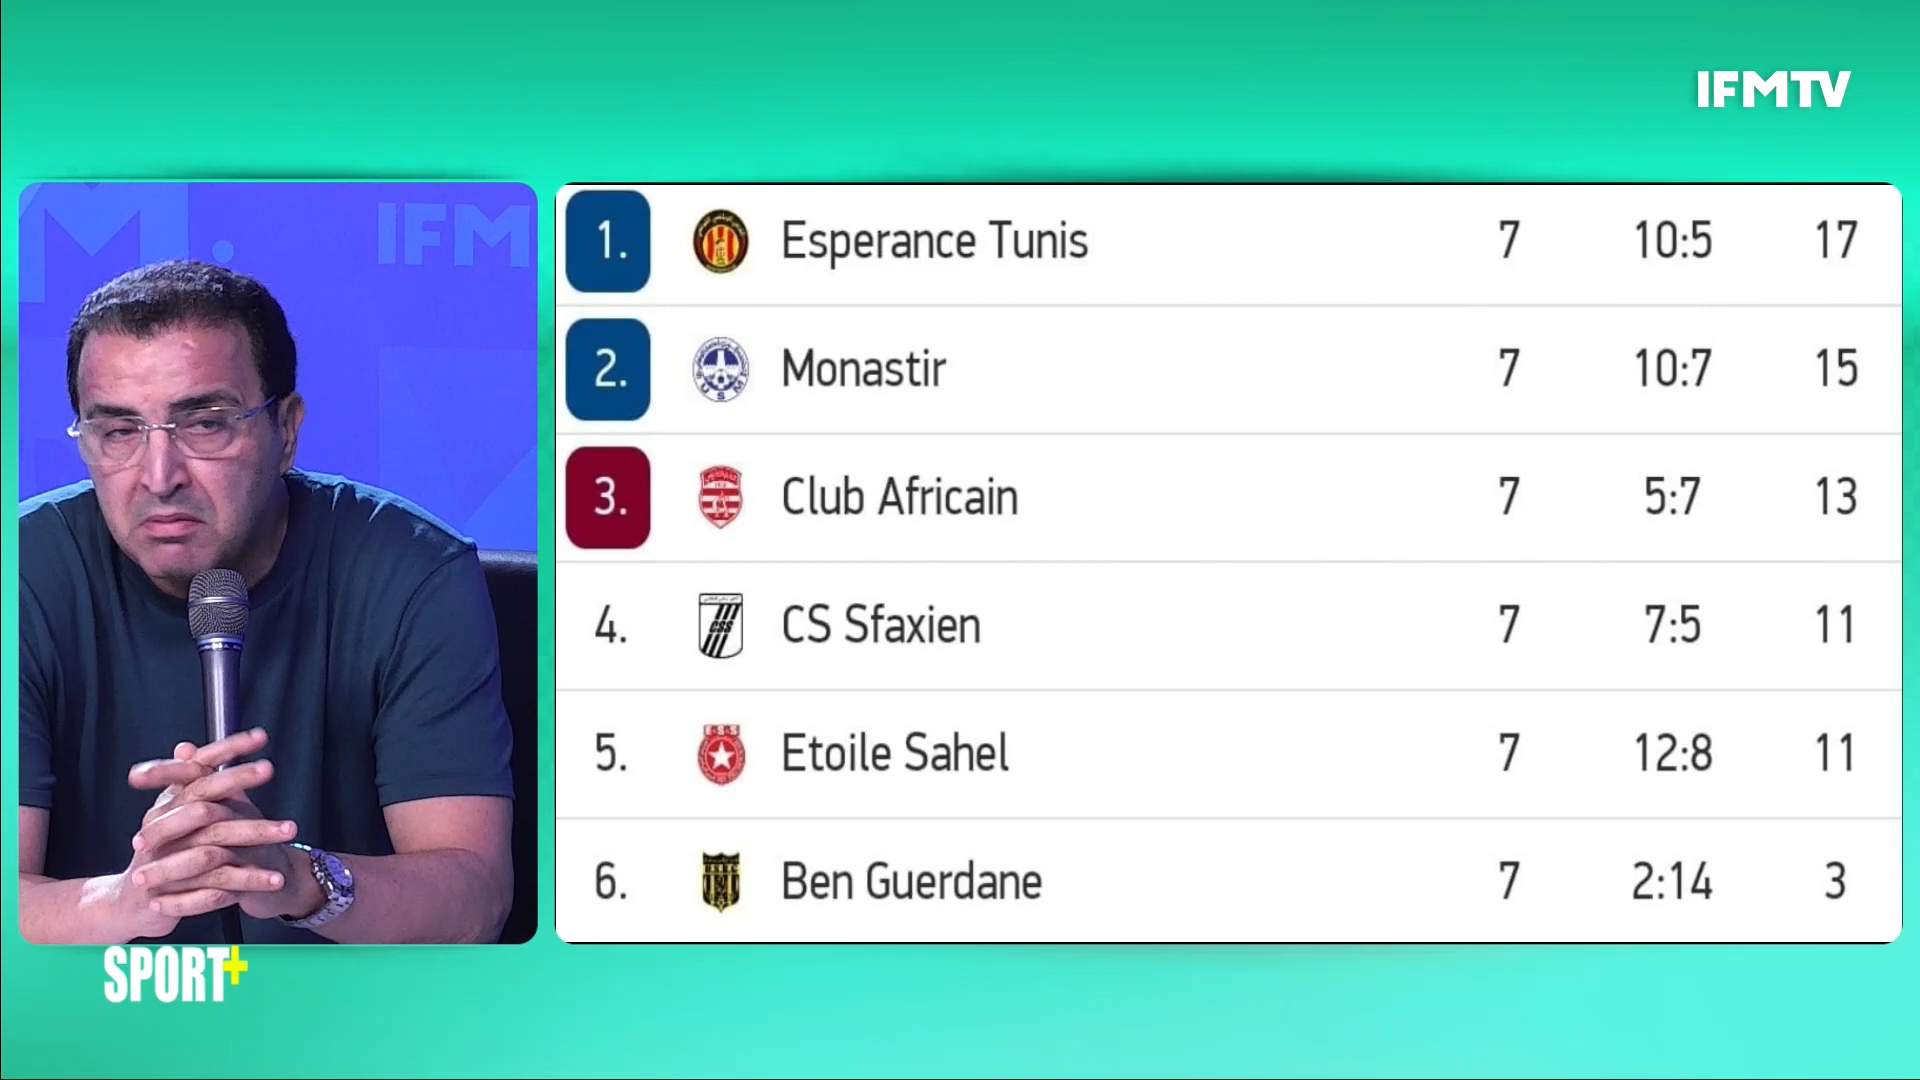 IFMTV
M.
IFM
1. Esperance Tunis 7 10:5 17
2. Monastir 7 10:7 15
3. Club Africain 7 5:7 13
4. CSS CS Sfaxien 7 7:5 11
5. E.S.S Etoile Sahel 7 12:8 11
6. Ben Guerdane 7 2:14 3
SPORT+